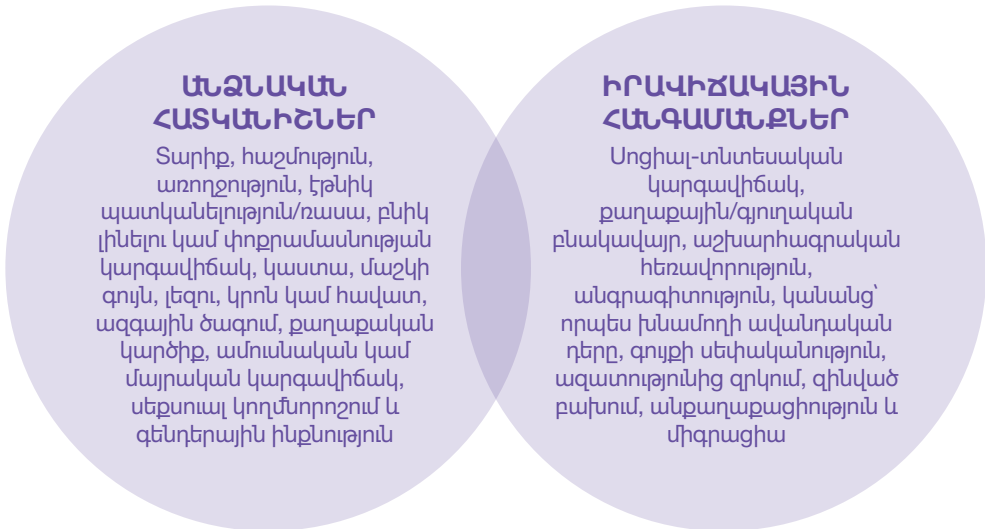 ԱՆՁՆԱԿԱՆ
ՀԱՏԿԱՆԻՇՆԵՐ
Տարիք, հաշմություն,
առողջություն, էթնիկ
պատկանելություն/ռասա, բնիկ
լինելու կամ փոքրամասնության
կարգավիճակ, կաստա, մաշկի
գույն, լեզու, կրոն կամ հավատ,
ազգային ծագում, քաղաքական
կարծիք, ամուսնական կամ
մայրական կարգավիճակ,
սեքսուալ կողմնորոշում և
գենդերային ինքնություն
ԻՐԱՎԻՃԱԿԱՅԻՆ
ՀԱՆԳԱՄԱՆՔՆԵՐ
Սոցիալ-տնտեսական
կարգավիճակ,
քաղաքային/գյուղական
բնակավայր, աշխարհագրական
հեռավորություն,
անգրագիտություն, կանանց՝
որպես խնամողի ավանդական
դերը, գույքի սեփականություն,
ազատությունից զրկում, զինված
բախում, անքաղաքացիություն և
միգրացիա